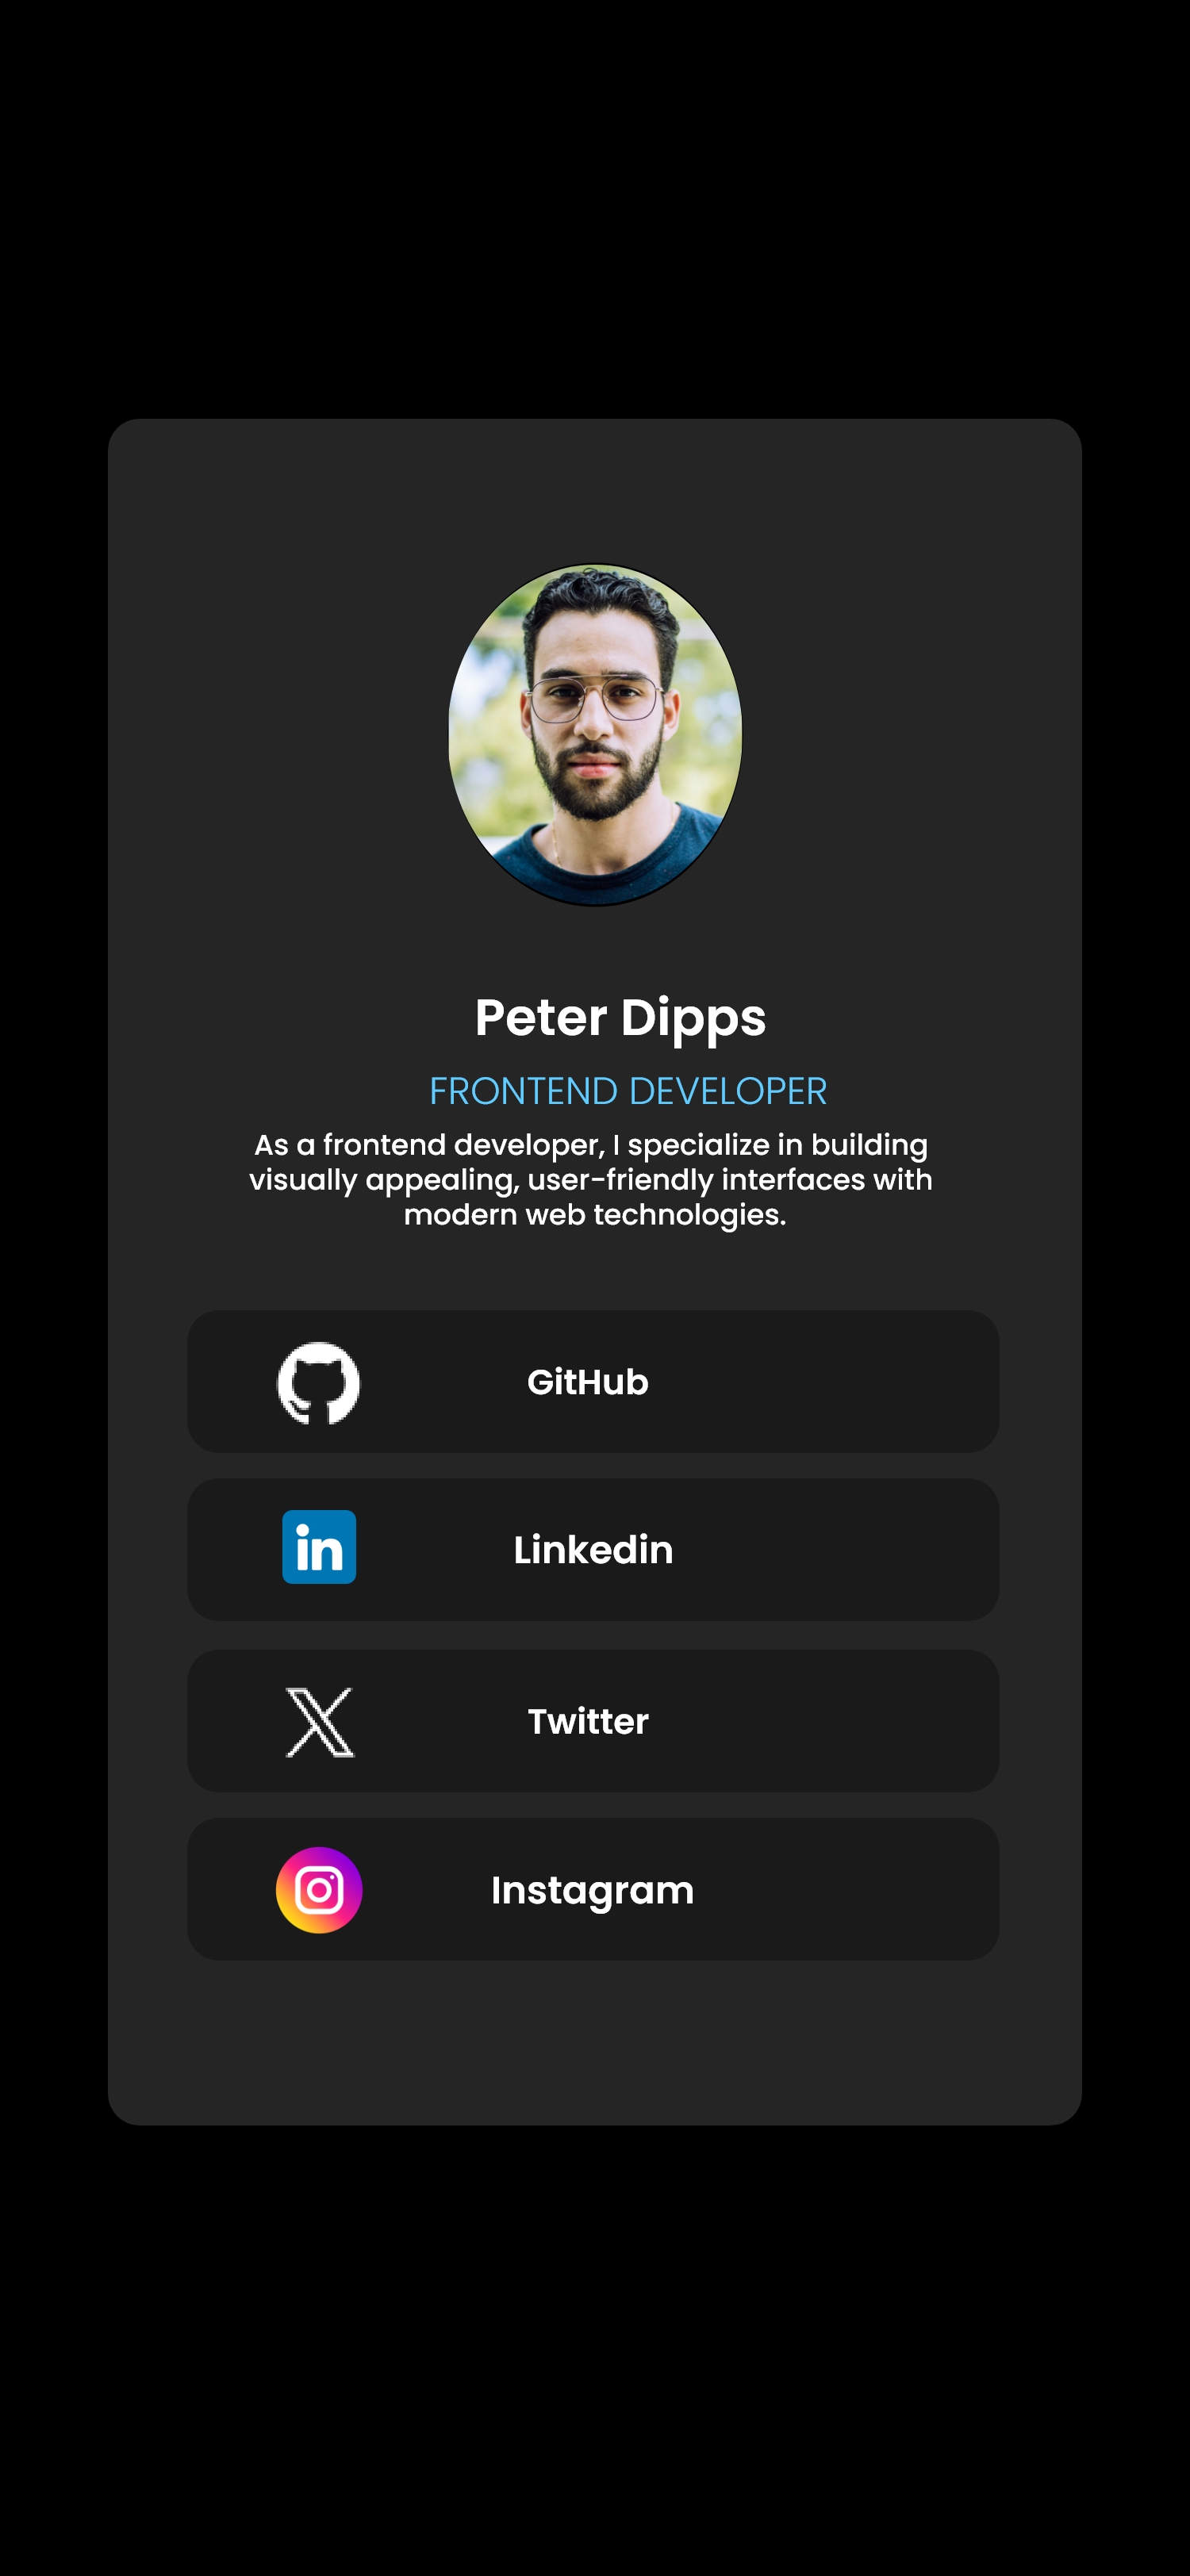 Peter Dipps
FRONTEND DEVELOPER
As a frontend developer, I specialize in building
visually appealing, user-friendly interfaces with
modern web technologies.
GitHub
in
Linkedin
Twitter
Instagram